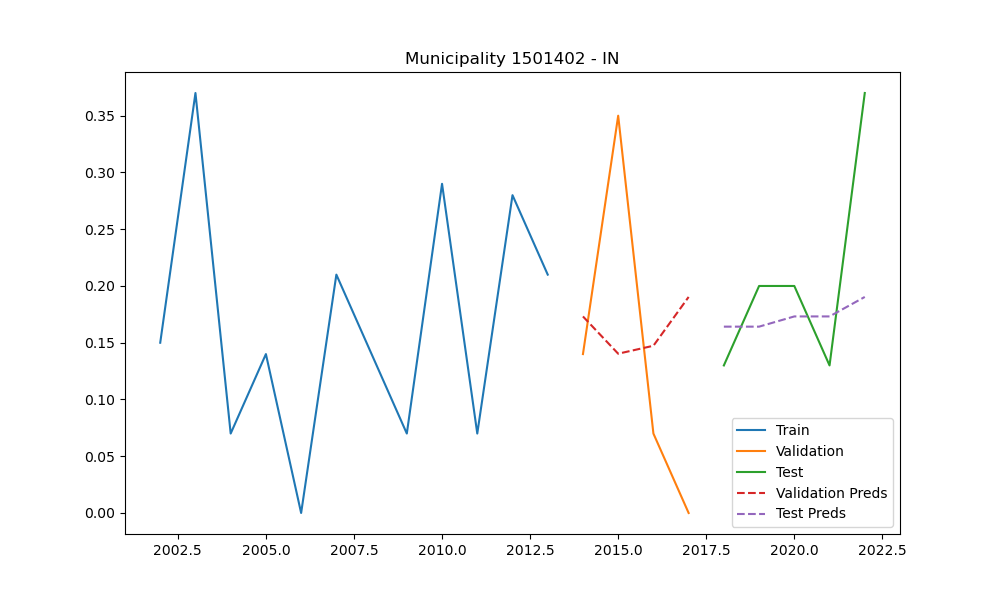 Municipality 1501402 - IN
0.35
0.30
0.25
0.20
0.15
0.10
0.05
0.00
Train
Validation
Test
Validation Preds
Test Preds
2002.5 2005.0 2007.5 2010.0 2012.5 2015.0 2017.5 2020.0 2022.5